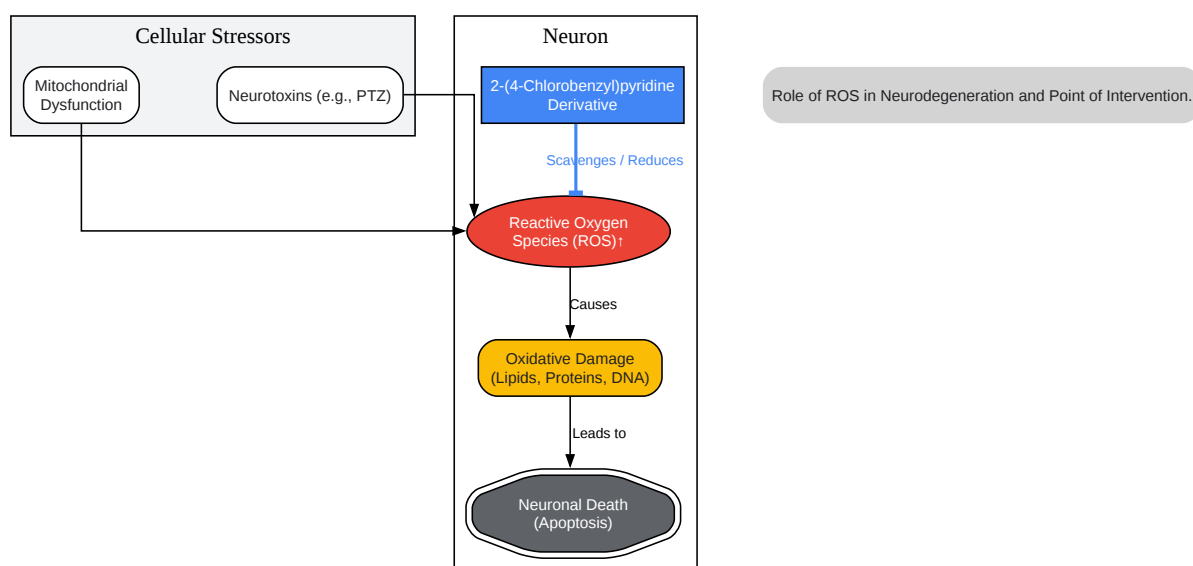 Cellular Stressors
Mitochondrial
Dysfunction
Neurotoxins (e.g., PTZ)
Neuron
2-(4-Chlorobenzyl)pyridine
Derivative
Scavenges / Reduces
Reactive Oxygen
Species (ROS)↑
Causes
Oxidative Damage
(Lipids, Proteins, DNA)
Leads to
Neuronal Death
(Apoptosis)
Role of ROS in Neurodegeneration and Point of Intervention.